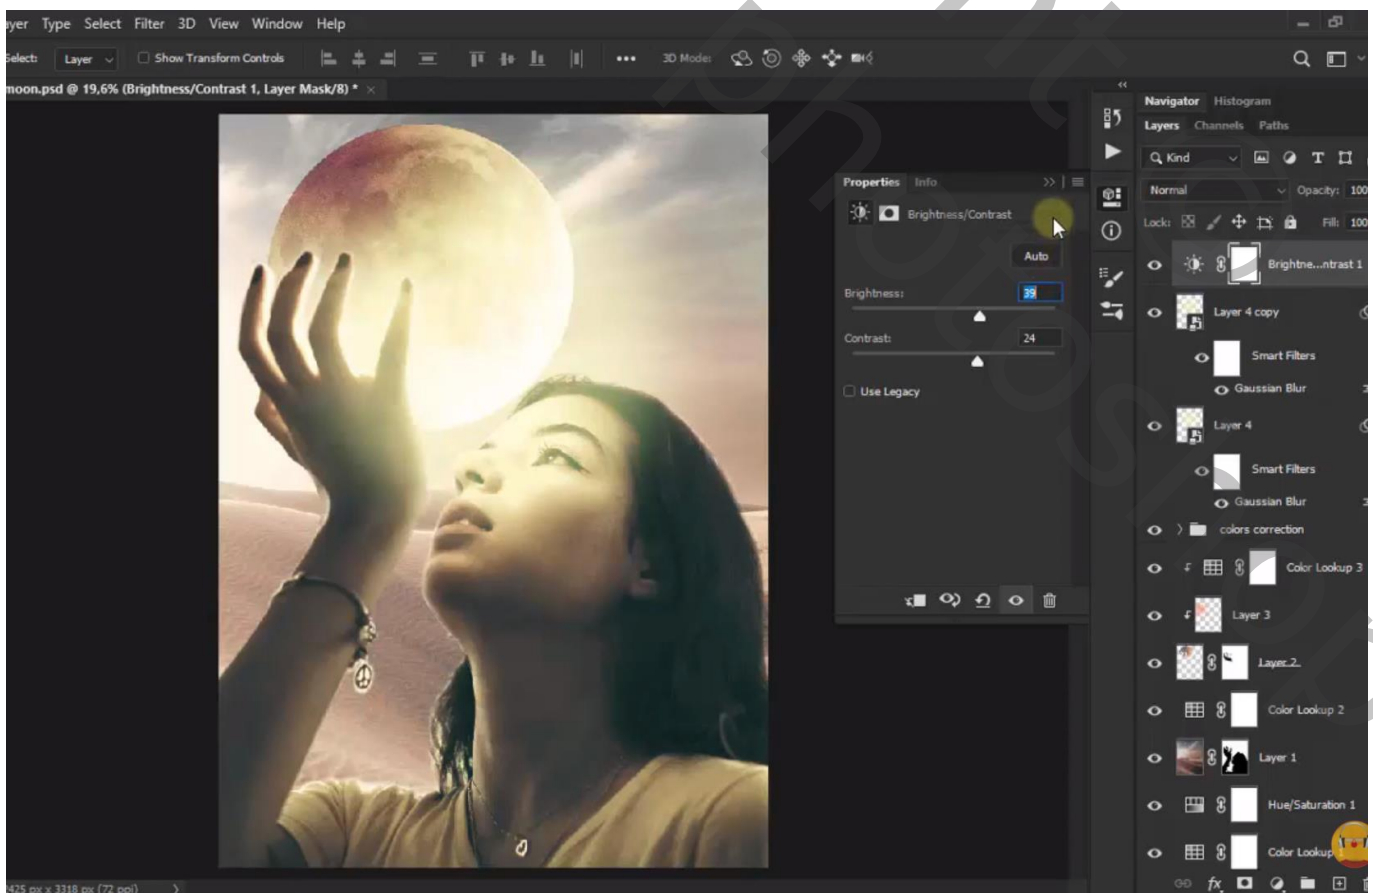 ayer Type Select Filter 3D View Window Help
Select: Layer Show Transform Controls 3D Mode:
moon.psd @ 19,6% (Brightness/Contrast 1, Layer Mask/8) * ×
Navigator Histogram
Layers Channels Paths
Kind
Properties Info
Normal Opacity: 100
Brightness/Contrast
Lock: Fill: 100
Auto
Brightne...ntrast 1
Brightness: 39
Layer 4 copy
Contrast: 24
Smart Filters
Use Legacy
Gaussian Blur
Layer 4
Smart Filters
Gaussian Blur
colors correction
Color Lookup 3
Layer 3
Layer 2
Color Lookup 2
Layer 1
Hue/Saturation 1
Color Lookup
fx
2425 px x 3318 px (72 ppi)